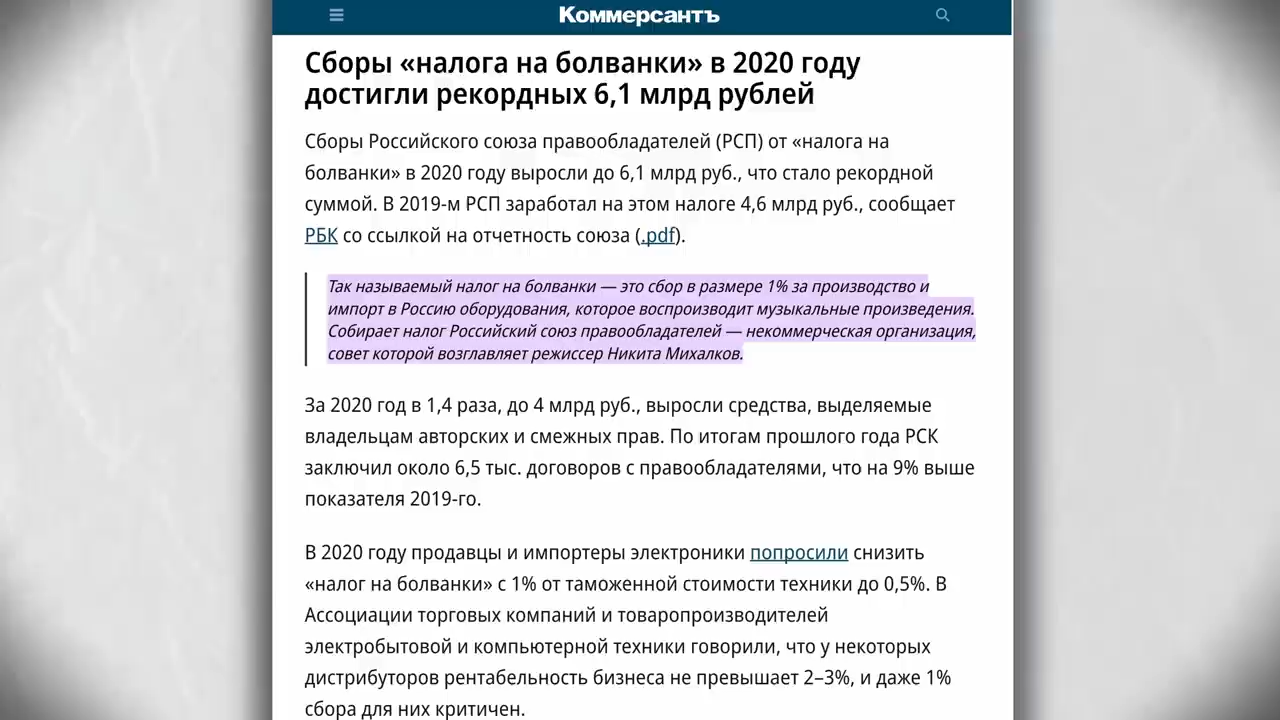 Коммерсантъ
Сборы «налога на болванки» в 2020 году
достигли рекордных 6,1 млрд рублей
Сборы Российского союза правообладателей (РСП) от «налога на
болванки» в 2020 году выросли до 6,1 млрд руб., что стало рекордной
суммой. В 2019-м РСП заработал на этом налоге 4,6 млрд руб., сообщает
РБК со ссылкой на отчетность союза (.pdf).
Так называемый налог на болванки — это сбор в размере 1% за производство и
импорт в Россию оборудования, которое воспроизводит музыкальные произведения.
Собирает налог Российский союз правообладателей — некоммерческая организация,
совет которой возглавляет режиссер Никита Михалков.
За 2020 год в 1,4 раза, до 4 млрд руб., выросли средства, выделяемые
владельцам авторских и смежных прав. По итогам прошлого года РСК
заключил около 6,5 тыс. договоров с правообладателями, что на 9% выше
показателя 2019-го.
В 2020 году продавцы и импортеры электроники попросили снизить
«налог на болванки» с 1% от таможенной стоимости техники до 0,5%. В
Ассоциации торговых компаний и товаропроизводителей
электробытовой и компьютерной техники говорили, что у некоторых
дистрибуторов рентабельность бизнеса не превышает 2–3%, и даже 1%
сбора для них критичен.